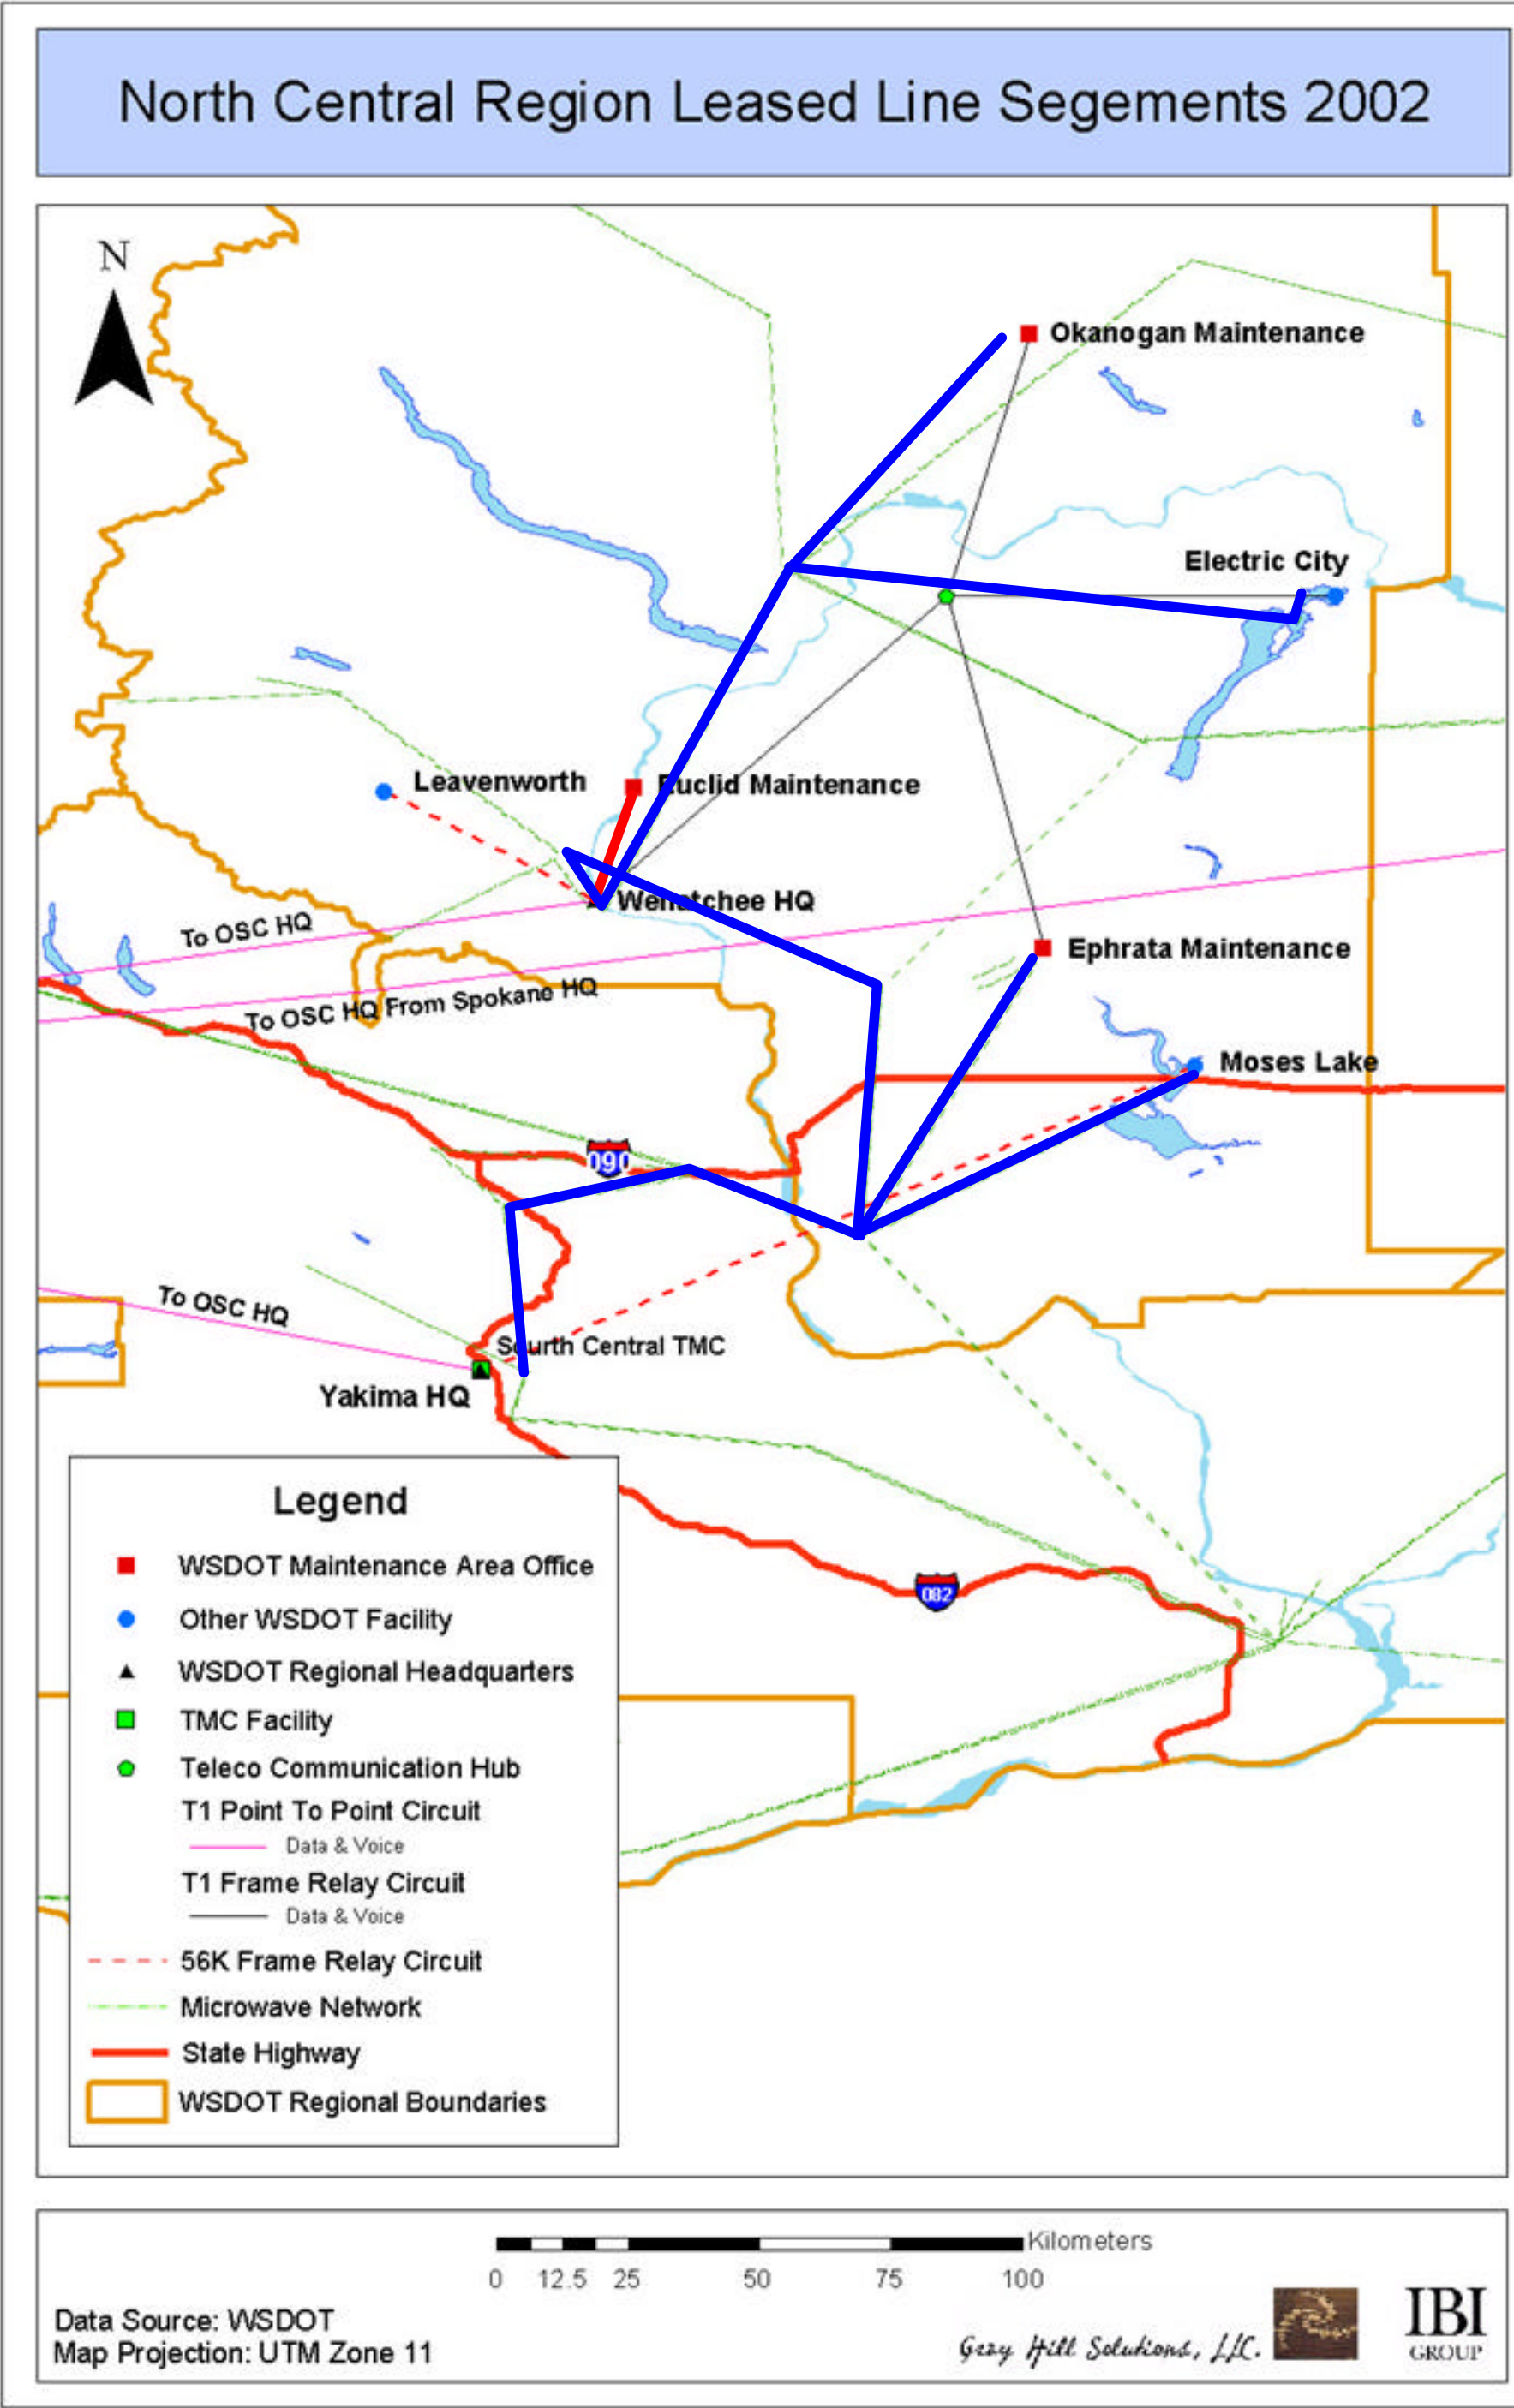 North Central Region Leased Line Segements 2002
N
Okanogan Maintenance
Electric City
Leavenworth
Euclid Maintenance
Wenatchee HQ
To OSC HQ
Ephrata Maintenance
To OSC HQ From Spokane HQ
Moses Lake
090
To OSC HQ
Sourth Central TMC
Yakima HQ
082
Legend
WSDOT Maintenance Area Office
Other WSDOT Facility
WSDOT Regional Headquarters
TMC Facility
Teleco Communication Hub
T1 Point To Point Circuit
Data & Voice
T1 Frame Relay Circuit
Data & Voice
56K Frame Relay Circuit
Microwave Network
State Highway
WSDOT Regional Boundaries
Kilometers
0 12.5 25 50 75 100
Data Source: WSDOT
Map Projection: UTM Zone 11
Gray Hill Solutions, LLC.
IBI
GROUP